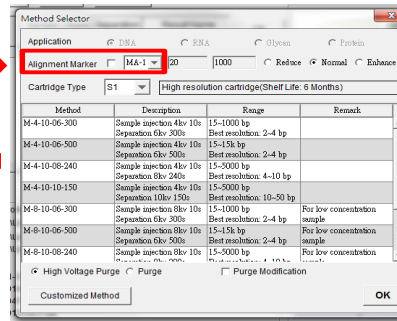 Method Selector
Application DNA RNA Glycan Protein
Alignment Marker MA-1 20 1000 Reduce Normal Enhance
Cartridge Type S1 High resolution cartridge(Shelf Life: 6 Months)
Method Description Range Remark
M-4-10-06-300 Sample injection 4kv 10s 15~1000 bp
Separation 6kv 300s Best resolution: 2~4 bp
M-4-10-06-500 Sample injection 4kv 10s 15~15k bp
Separation 6kv 500s Best resolution: 2~4 bp
M-4-10-08-240 Sample injection 4kv 10s 15~5000 bp
Separation 8kv 240s Best resolution: 4~10 bp
M-4-10-10-150 Sample injection 4kv 10s 15~5000 bp
Separation 10kv 150s Best resolution: 10~50 bp
M-8-10-06-300 Sample injection 8kv 10s 15~1000 bp For low concentration
Separation 6kv 300s Best resolution: 2~4 bp sample
M-8-10-06-500 Sample injection 8kv 10s 15~15k bp For low concentration
Separation 6kv 500s Best resolution: 2~4 bp sample
M-8-10-08-240 Sample injection 8kv 10s 15~5000 bp For low concentration
High Voltage Purge Purge Purge Modification
Customized Method OK